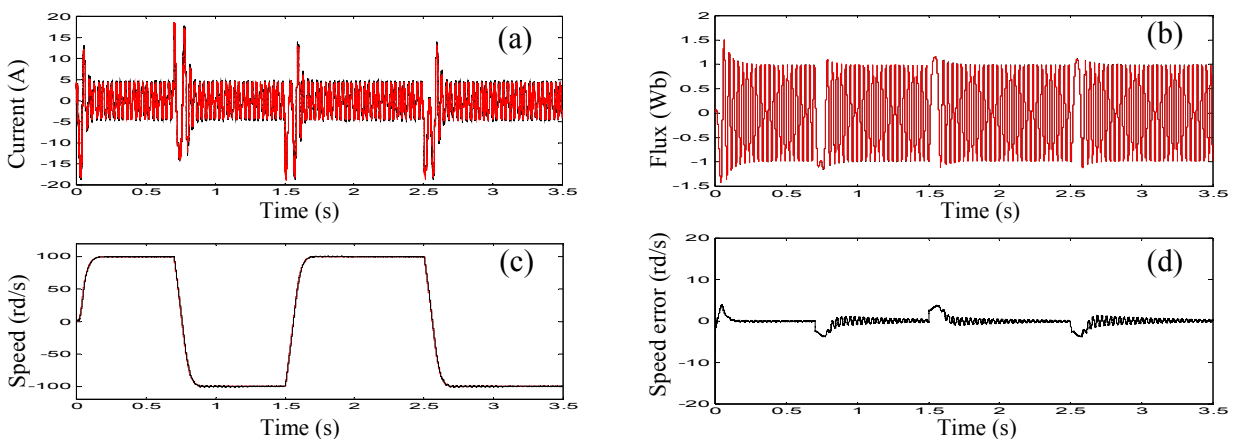 (a)
Current (A)
20
15
10
5
0
-5
-10
-15
-20
0 0.5 1 1.5 2 2.5 3 3.5
Time (s)
(b)
Flux (Wb)
2
1.5
1
0.5
0
-0.5
-1
-1.5
0 0.5 1 1.5 2 2.5 3 3.5
Time (s)
(c)
Speed (rd/s)
100
50
0
-50
-100
0 0.5 1 1.5 2 2.5 3 3.5
Time (s)
(d)
Speed error (rd/s)
20
10
0
-10
-20
0 0.5 1 1.5 2 2.5 3 3.5
Time (s)